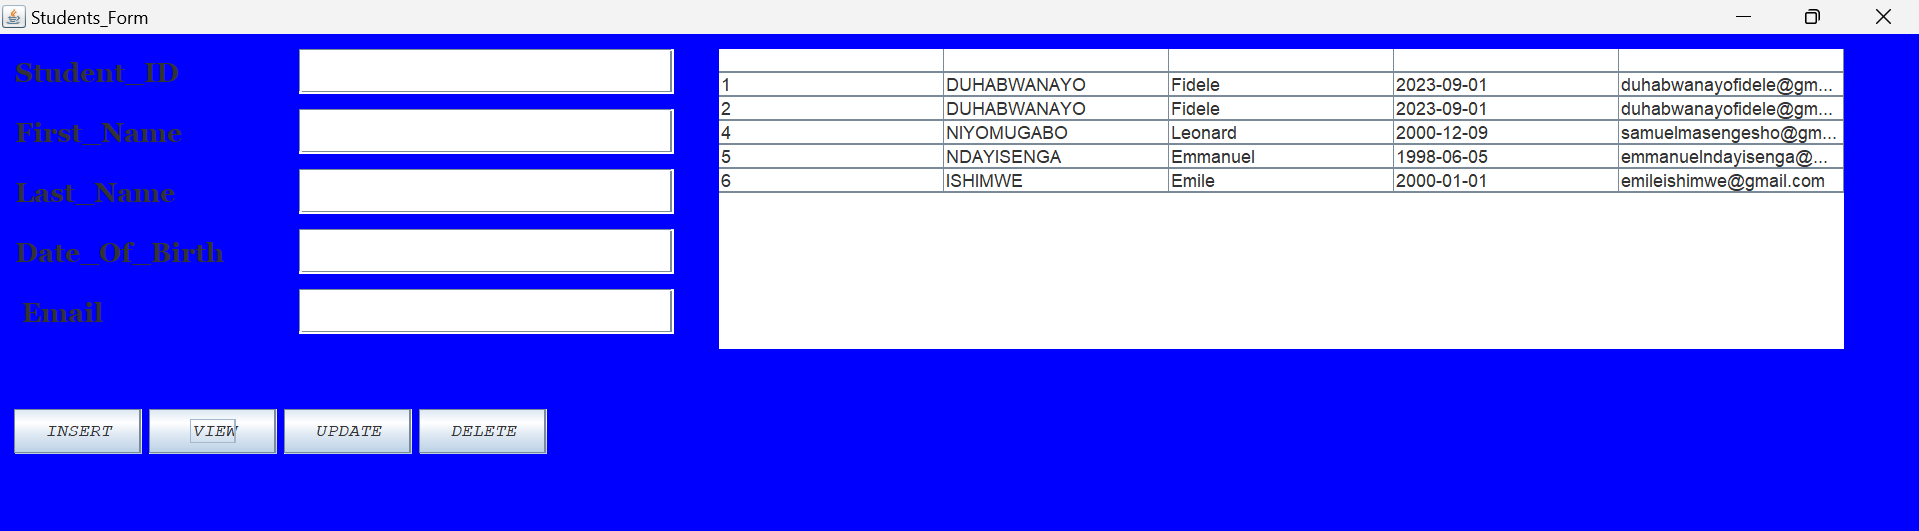 Students_Form
Student_ID
First_Name
Last_Name
Date_Of_Birth
Email
1 DUHABWANAYO Fidele 2023-09-01 duhabwanayofidele@gm...
2 DUHABWANAYO Fidele 2023-09-01 duhabwanayofidele@gm...
4 NIYOMUGABO Leonard 2000-12-09 samuelmasengesho@gm...
5 NDAYISENGA Emmanuel 1998-06-05 emmanuelndayisenga@...
6 ISHIMWE Emile 2000-01-01 emileishimwe@gmail.com
INSERT VIEW UPDATE DELETE